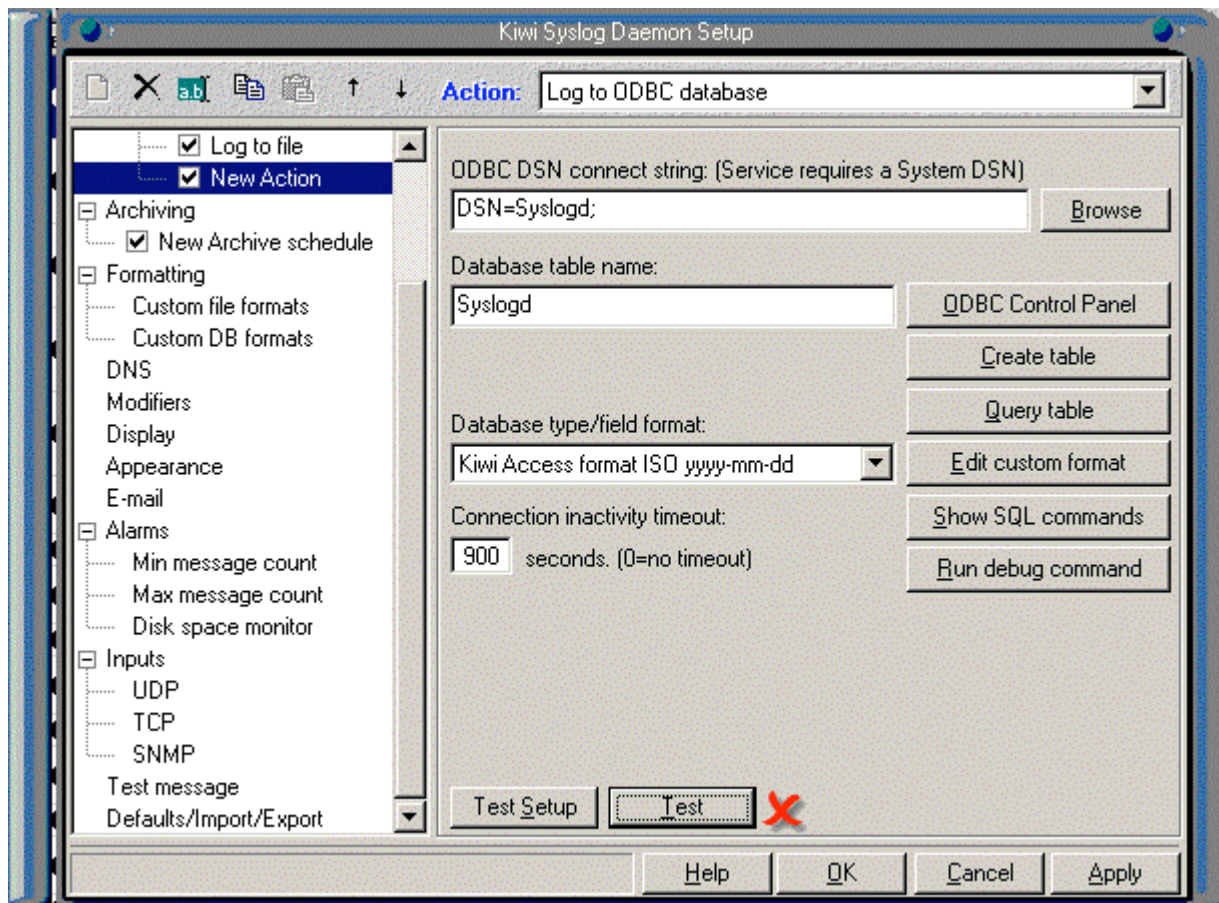 Kiwi Syslog Daemon Setup
a.b
Action: Log to ODBC database
Log to file
New Action
Archiving
New Archive schedule
Formatting
Custom file formats
Custom DB formats
DNS
Modifiers
Display
Appearance
E-mail
Alarms
Min message count
Max message count
Disk space monitor
Inputs
UDP
TCP
SNMP
Test message
Defaults/Import/Export
ODBC DSN connect string: (Service requires a System DSN)
DSN=Syslogd; Browse
Database table name:
Syslogd
ODBC Control Panel
Create table
Query table
Database type/field format:
Kiwi Access format ISO yyyy-mm-dd
Edit custom format
Connection inactivity timeout:
Show SQL commands
900 seconds. (0=no timeout)
Run debug command
Test Setup Test
Help OK Cancel Apply